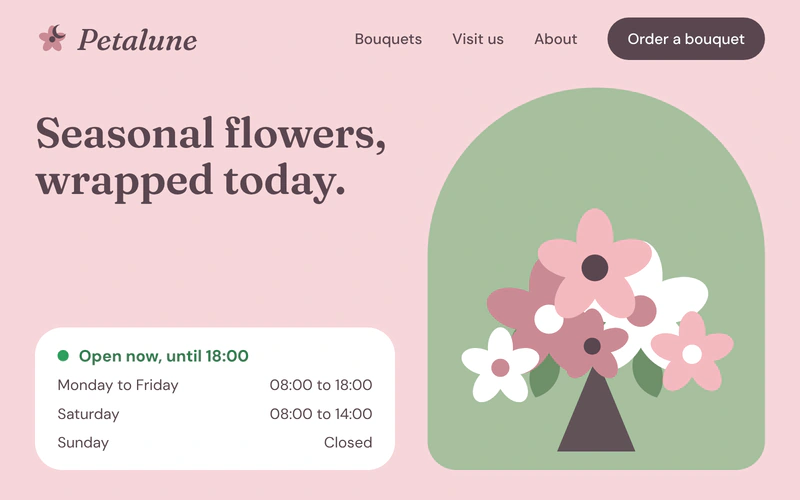 Petalune
Bouquets Visit us About Order a bouquet
Seasonal flowers,
wrapped today.
Open now, until 18:00
Monday to Friday 08:00 to 18:00
Saturday 08:00 to 14:00
Sunday Closed